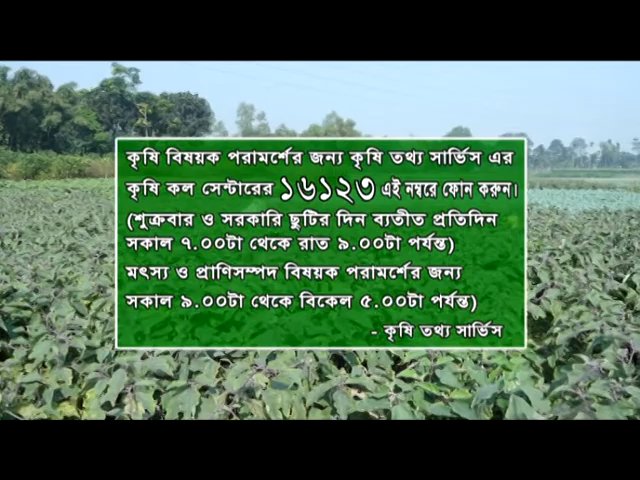 কৃষি বিষয়ক পরামর্শের জন্য কৃষি তথ্য সার্ভিস এর
কৃষি কল সেন্টারের ১৬১২৩ এই নম্বরে ফোন করুন।
(শুক্রবার ও সরকারি ছুটির দিন ব্যতীত প্রতিদিন
সকাল ৭.০০টা থেকে রাত ৯.০০টা পর্যন্ত)
মৎস্য ও প্রাণিসম্পদ বিষয়ক পরামর্শের জন্য
সকাল ৯.০০টা থেকে বিকেল ৫.০০টা পর্যন্ত)
- কৃষি তথ্য সার্ভিস